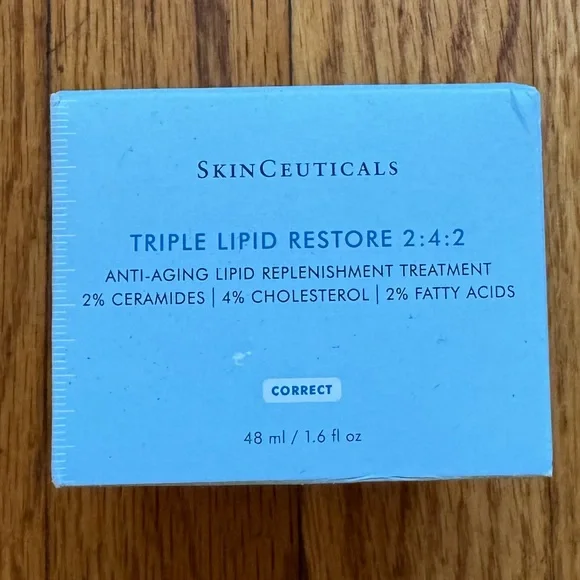 SKINCEUTICALS
TRIPLE LIPID RESTORE 2:4:2
ANTI-AGING LIPID REPLENISHMENT TREATMENT
2% CERAMIDES | 4% CHOLESTEROL | 2% FATTY ACIDS
CORRECT
48 ml / 1.6 fl oz